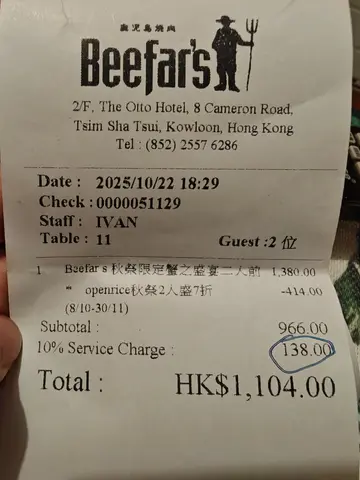 鹿児島燒肉
Beefar's
2/F, The Otto Hotel, 8 Cameron Road,
Tsim Sha Tsui, Kowloon, Hong Kong
Tel : (852) 2557 6286
Date : 2025/10/22 18:29
Check : 0000051129
Staff : IVAN
Table : 11 Guest : 2 位
1 Beefar's 秋祭限定蟹之盛宴二人前 1,380.00
* openrice秋祭2人盛7折 -414.00
(8/10-30/11)
Subtotal : 966.00
10% Service Charge : 138.00
Total : HK$1,104.00